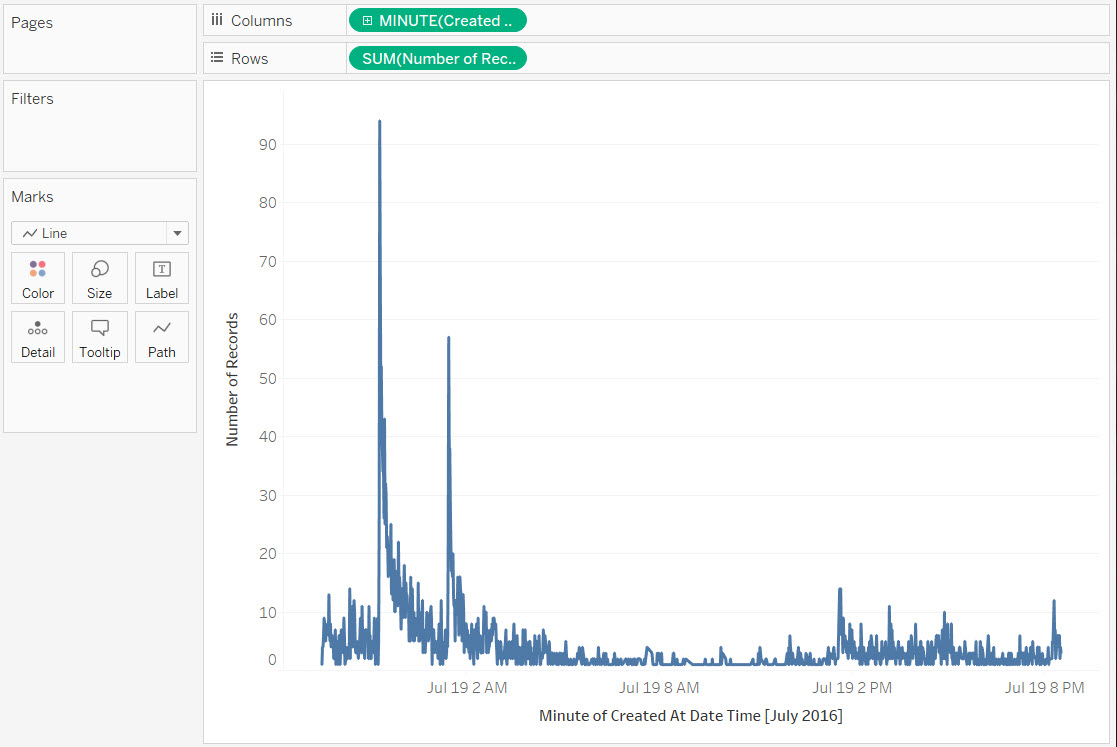 Pages
Columns
MINUTE(Created ..
Rows
SUM(Number of Rec..
Filters
Marks
Line
Color
Size
T
Label
Detail
Tooltip
Path
Number of Records
90
80
70
60
50
40
30
20
10
0
Jul 19 2 AM
Jul 19 8 AM
Jul 19 2 PM
Jul 19 8 PM
Minute of Created At Date Time [July 2016]